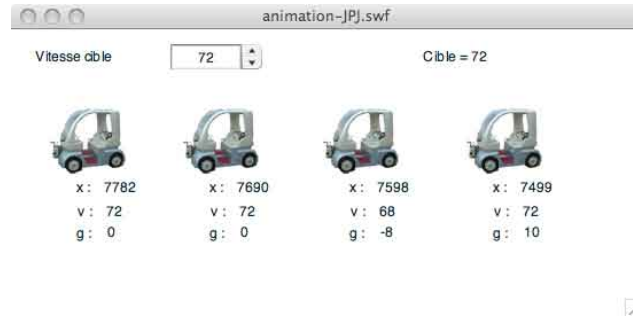 animation-JPJ.swf
Vitesse cible 72 Cible = 72
x : 7782 x : 7690 x : 7598 x : 7499
v : 72 v : 72 v : 68 v : 72
g : 0 g : 0 g : -8 g : 10